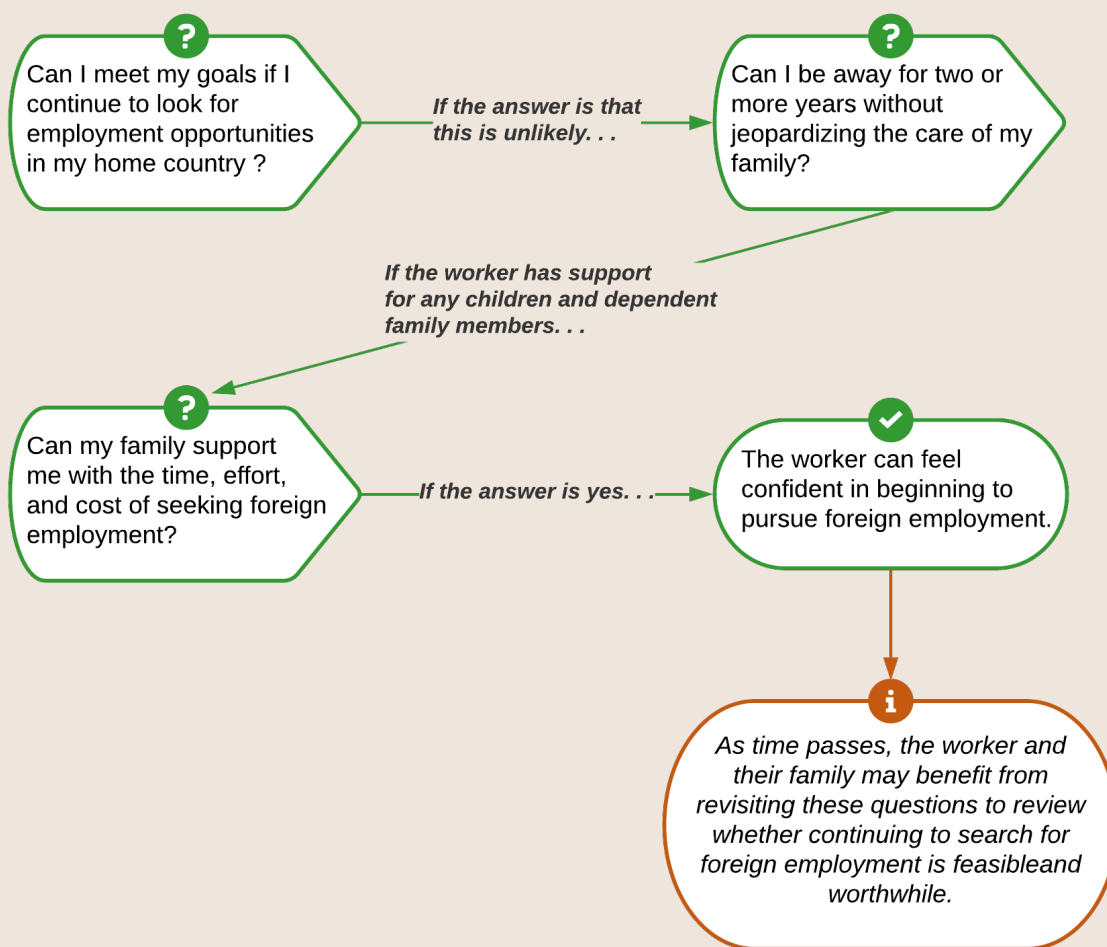 Can I meet my goals if I
continue to look for
employment opportunities
in my home country ?
If the answer is that
this is unlikely. . .
Can I be away for two or
more years without
jeopardizing the care of my
family?
If the worker has support
for any children and dependent
family members. . .
Can my family support
me with the time, effort,
and cost of seeking foreign
employment?
If the answer is yes. . .
The worker can feel
confident in beginning to
pursue foreign employment.
As time passes, the worker and
their family may benefit from
revisiting these questions to review
whether continuing to search for
foreign employment is feasibleand
worthwhile.